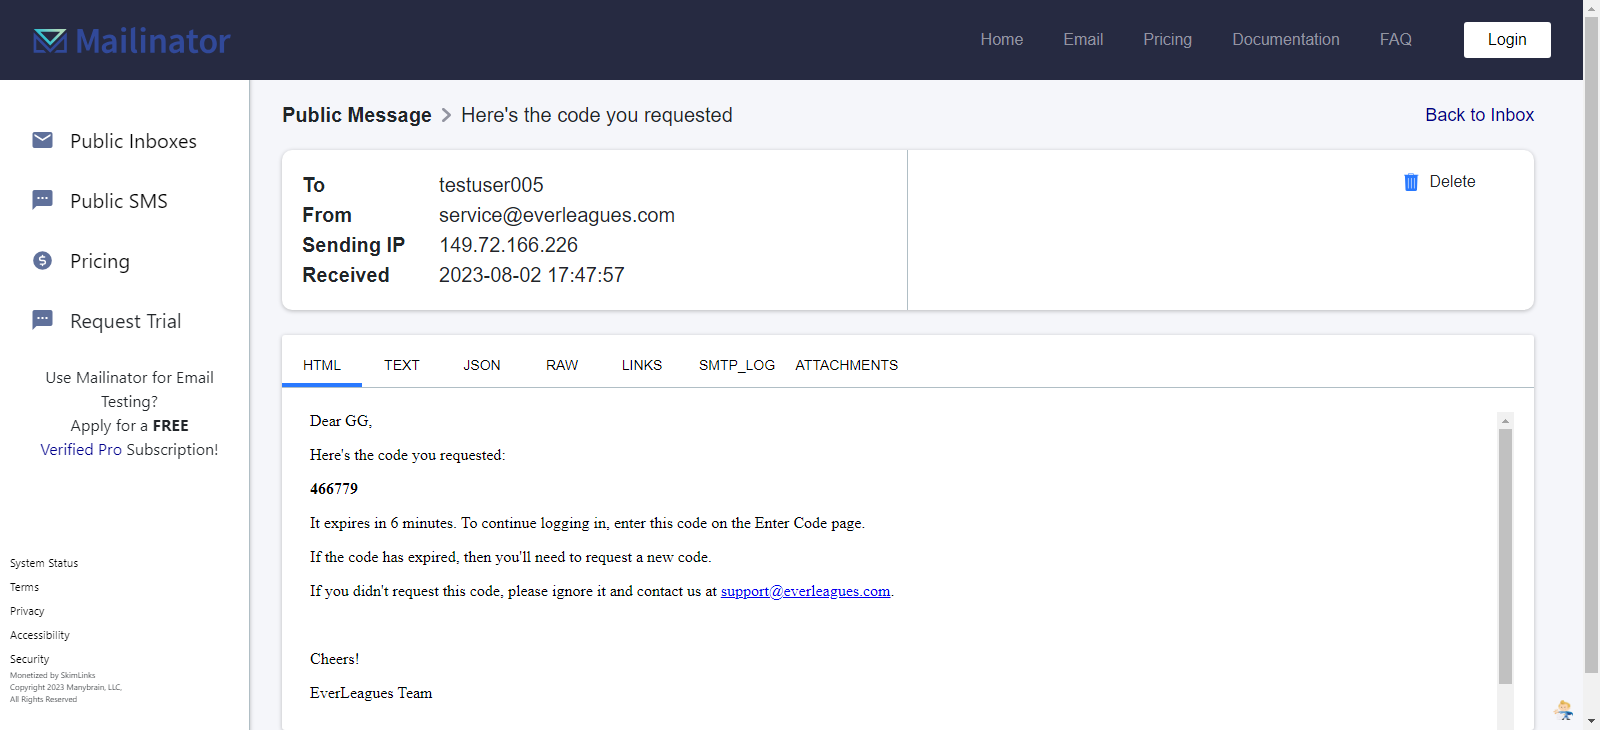 Mailinator
Home Email Pricing Documentation FAQ Login
Public Inboxes
Public SMS
Pricing
Request Trial
Use Mailinator for Email
Testing?
Apply for a FREE
Verified Pro Subscription!
System Status
Terms
Privacy
Accessibility
Security
Monetized by SkimLinks
Copyright 2023 Manybrain, LLC,
All Rights Reserved
Public Message > Here's the code you requested
Back to Inbox
To testuser005
From service@everleagues.com
Sending IP 149.72.166.226
Received 2023-08-02 17:47:57
Delete
HTML TEXT JSON RAW LINKS SMTP_LOG ATTACHMENTS
Dear GG,
Here's the code you requested:
466779
It expires in 6 minutes. To continue logging in, enter this code on the Enter Code page.
If the code has expired, then you'll need to request a new code.
If you didn't request this code, please ignore it and contact us at support@everleagues.com.
Cheers!
EverLeagues Team